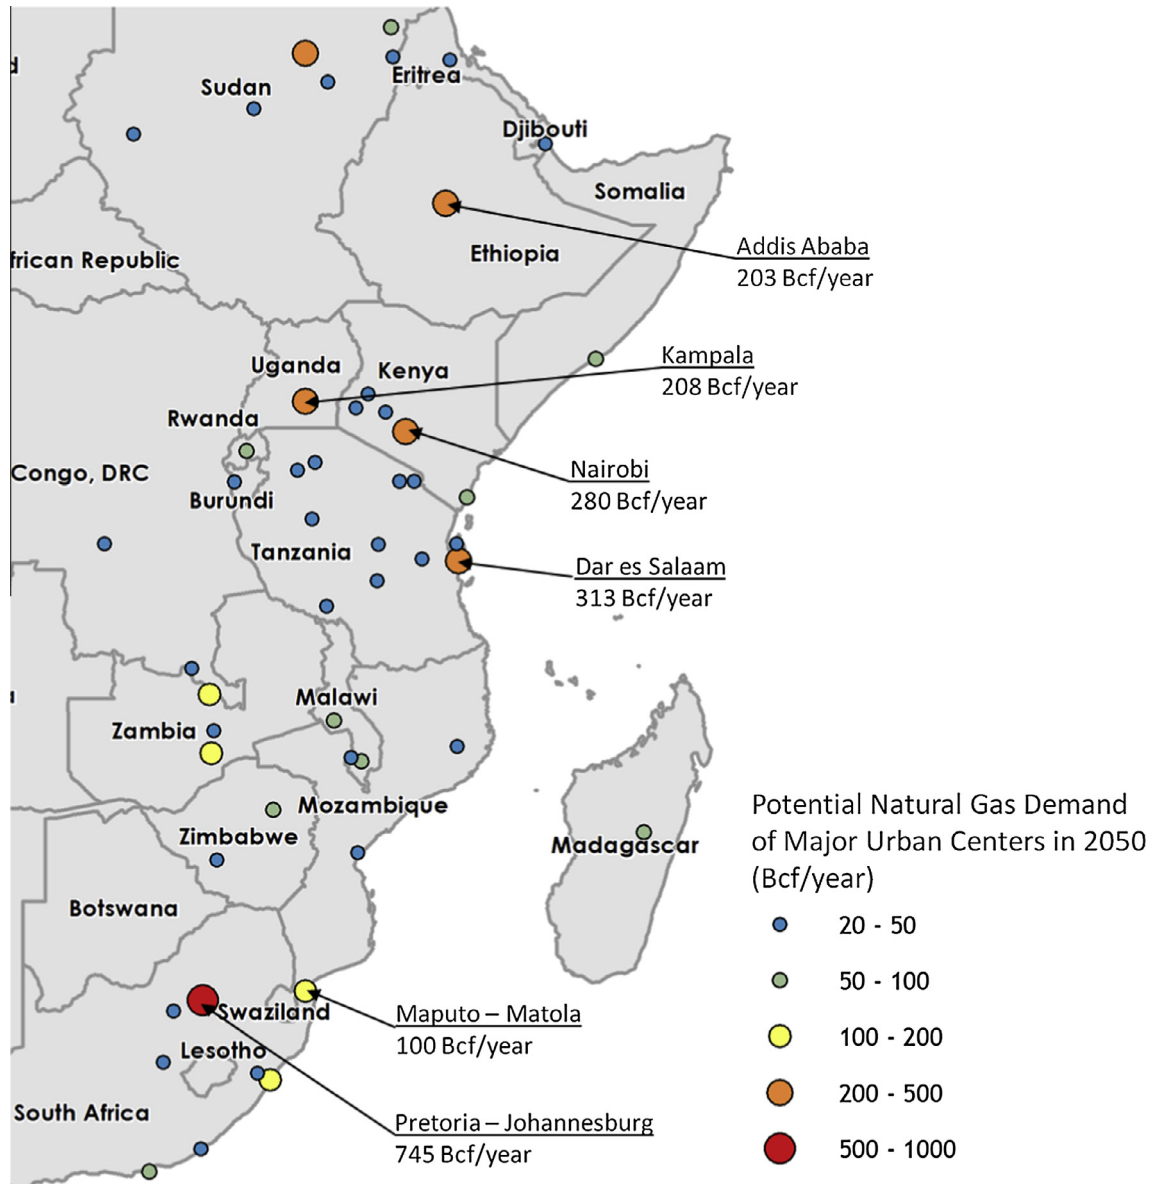 d
Sudan
Eritrea
Djibouti
Somalia
Ethiopia
Addis Ababa
203 Bcf/year
frican Republic
Kampala
208 Bcf/year
Uganda
Kenya
Rwanda
Nairobi
280 Bcf/year
Congo, DRC
Burundi
Tanzania
Dar es Salaam
313 Bcf/year
a
Malawi
Zambia
Mozambique
Zimbabwe
Madagascar
Botswana
Swaziland
Maputo – Matola
100 Bcf/year
Lesotho
South Africa
Pretoria – Johannesburg
745 Bcf/year
Potential Natural Gas Demand
of Major Urban Centers in 2050
(Bcf/year)
20 - 50
50 - 100
100 - 200
200 - 500
500 - 1000